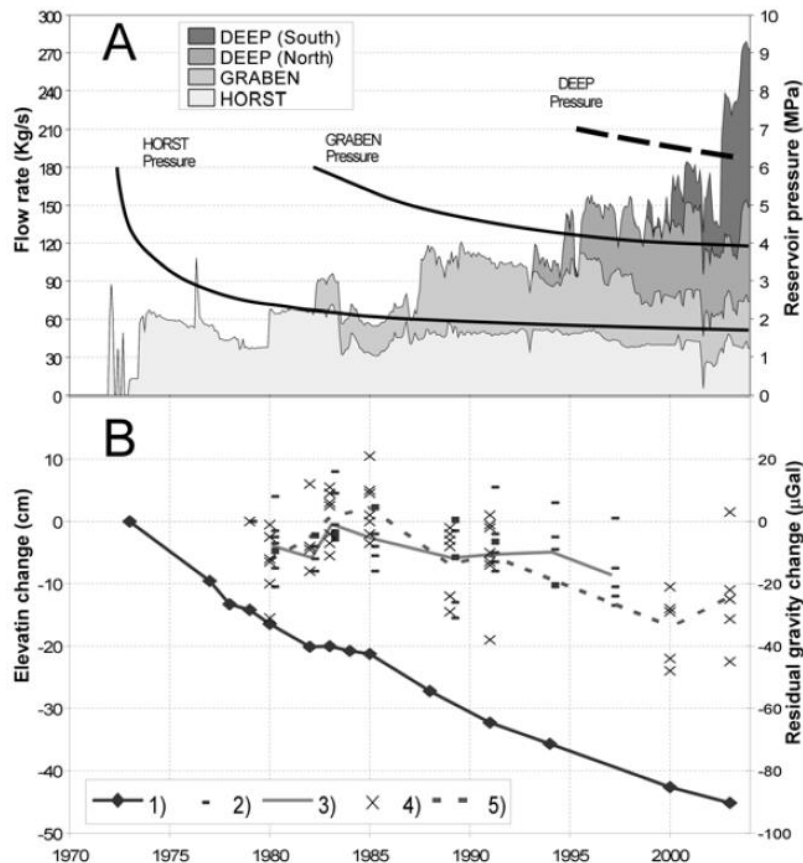 A
DEEP (South)
DEEP (North)
GRABEN
HORST
HORST
Pressure
GRABEN
Pressure
DEEP
Pressure
Flow rate (Kg/s)
300
270
240
210
180
150
120
90
60
30
0
Reservoir pressure (MPa)
10
9
8
7
6
5
4
3
2
1
0
B
Elevatin change (cm)
10
0
-10
-20
-30
-40
-50
Residual gravity change (µGal)
20
0
-20
-40
-60
-80
-100
1) 2) 3) 4) 5)
1970 1975 1980 1985 1990 1995 2000